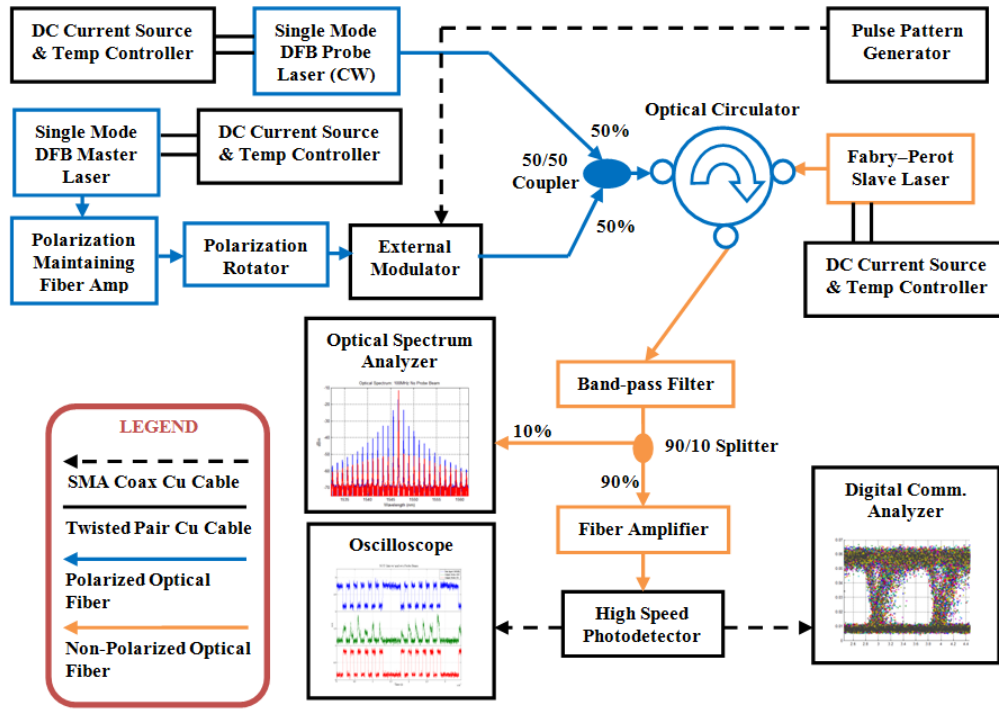 DC Current Source
& Temp Controller
Single Mode
DFB Probe
Laser (CW)
Pulse Pattern
Generator
Single Mode
DFB Master
Laser
DC Current Source
& Temp Controller
50%
50/50
Coupler
50%
Optical Circulator
Fabry–Perot
Slave Laser
Polarization
Maintaining
Fiber Amp
Polarization
Rotator
External
Modulator
DC Current Source
& Temp Controller
Optical Spectrum
Analyzer
Band-pass Filter
10%
90/10 Splitter
90%
Fiber Amplifier
Digital Comm.
Analyzer
Oscilloscope
High Speed
Photodetector
LEGEND
SMA Coax Cu Cable
Twisted Pair Cu Cable
Polarized Optical
Fiber
Non-Polarized Optical
Fiber